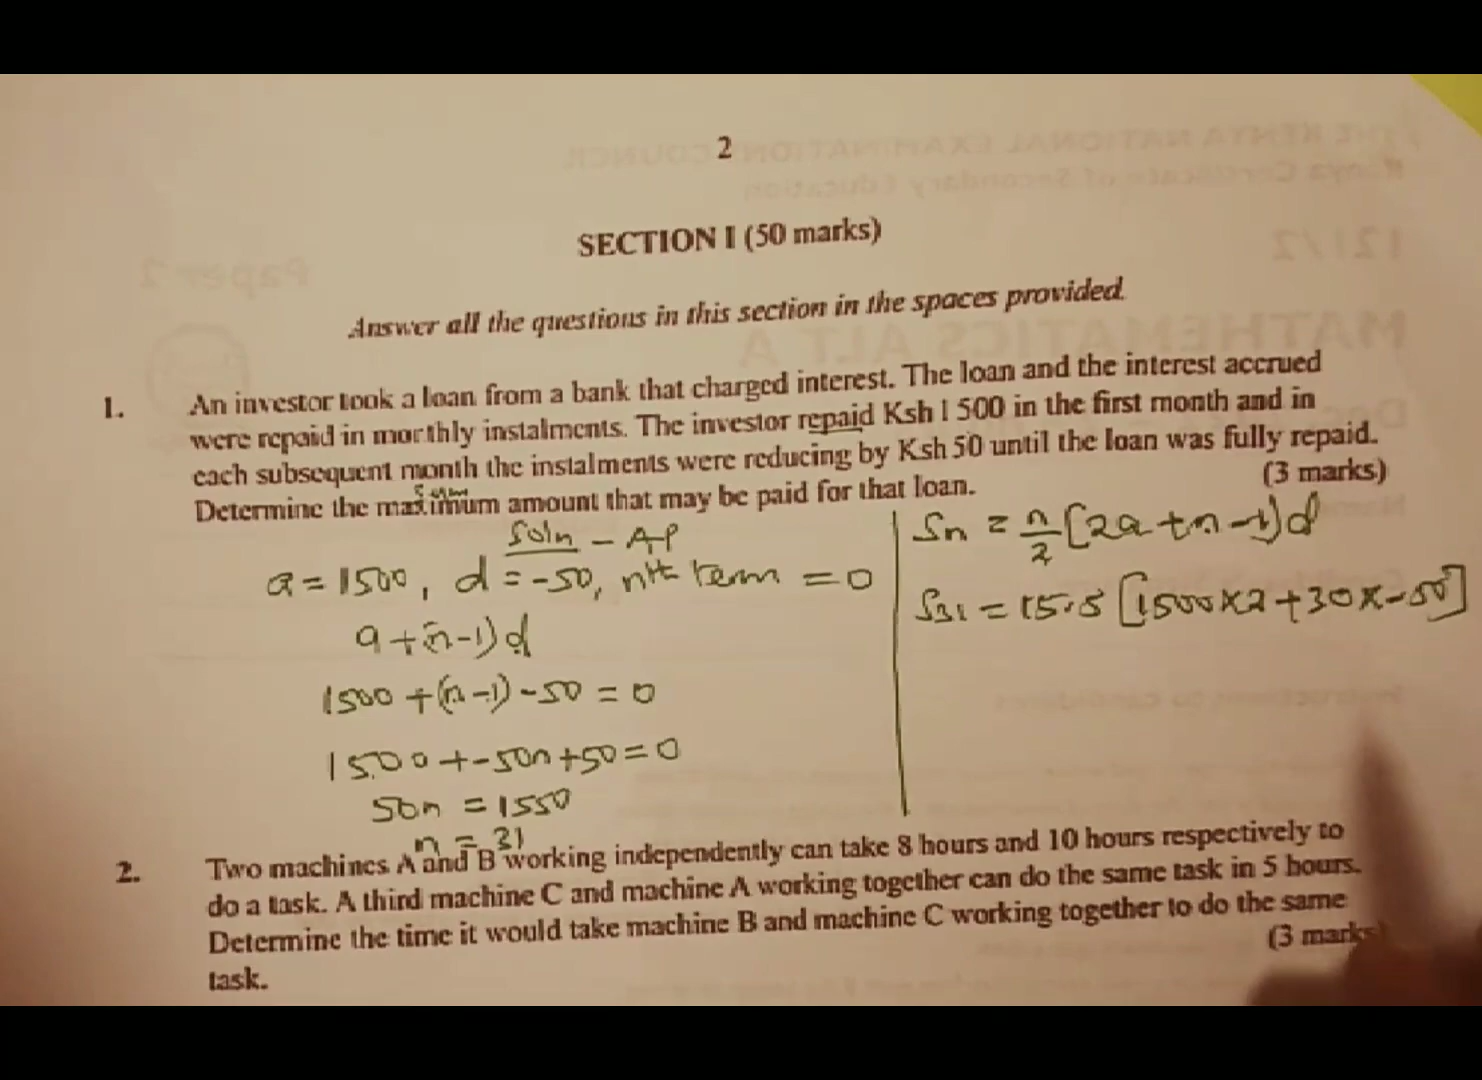 2
SECTION I (50 marks)
Answer all the questions in this section in the spaces provided.
1. An investor took a loan from a bank that charged interest. The loan and the interest accrued
were repaid in monthly instalments. The investor repaid Ksh 1 500 in the first month and in
each subsequent month the instalments were reducing by Ksh 50 until the loan was fully repaid.
Determine the maximum amount that may be paid for that loan. (3 marks)
Soln - AP
a = 1500, d = -50, nth term = 0
a + (n-1)d
1500 + (n-1) -50 = 0
1500 + -50n + 50 = 0
50n = 1550
n = 31
Sn = n/2 [2a + n-1)d
S31 = 15.5 [1500x2 + 30x-50]
2. Two machines A and B working independently can take 8 hours and 10 hours respectively to
do a task. A third machine C and machine A working together can do the same task in 5 hours.
Determine the time it would take machine B and machine C working together to do the same
task. (3 marks